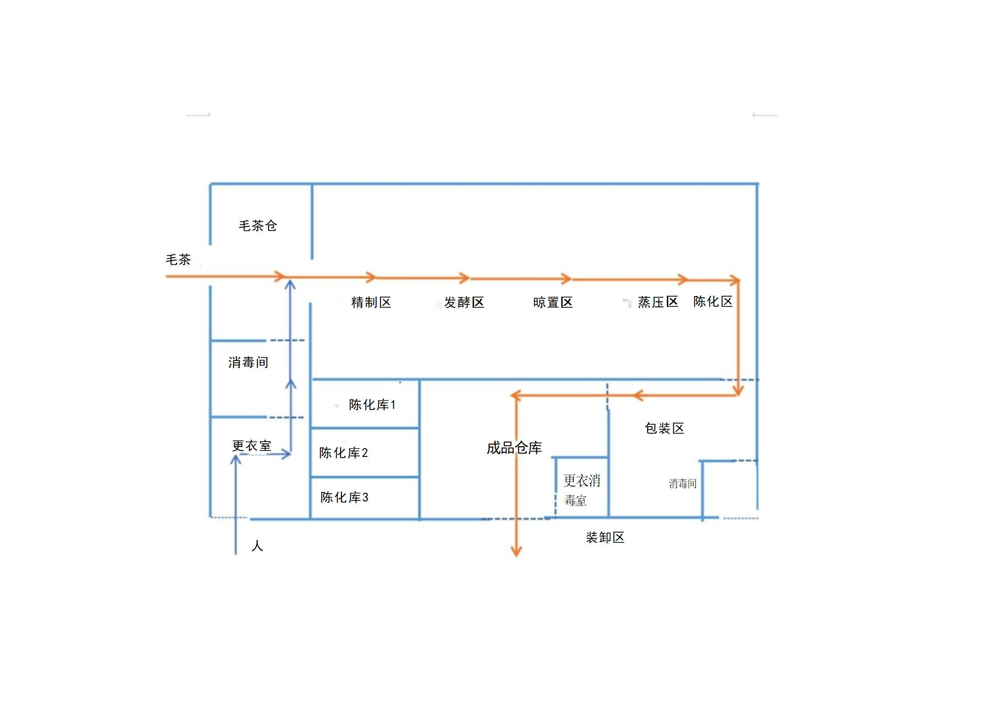 毛茶仓
毛茶
精制区
发酵区
晾置区
蒸压区
陈化区
消毒间
陈化库1
包装区
更衣室
成品仓库
陈化库2
更衣消
毒室
消毒间
陈化库3
装卸区
人